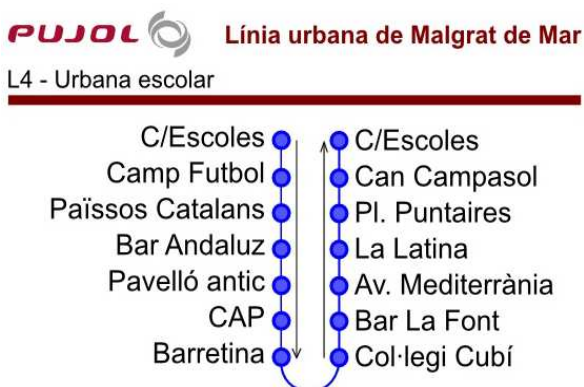 PUJOL
Línia urbana de Malgrat de Mar
L4 - Urbana escolar
C/Escoles
Camp Futbol
Països Catalans
Bar Andaluz
Pavelló antic
CAP
Barretina
C/Escoles
Can Campasol
Pl. Puntaires
La Latina
Av. Mediterrània
Bar La Font
Col·legi Cubí